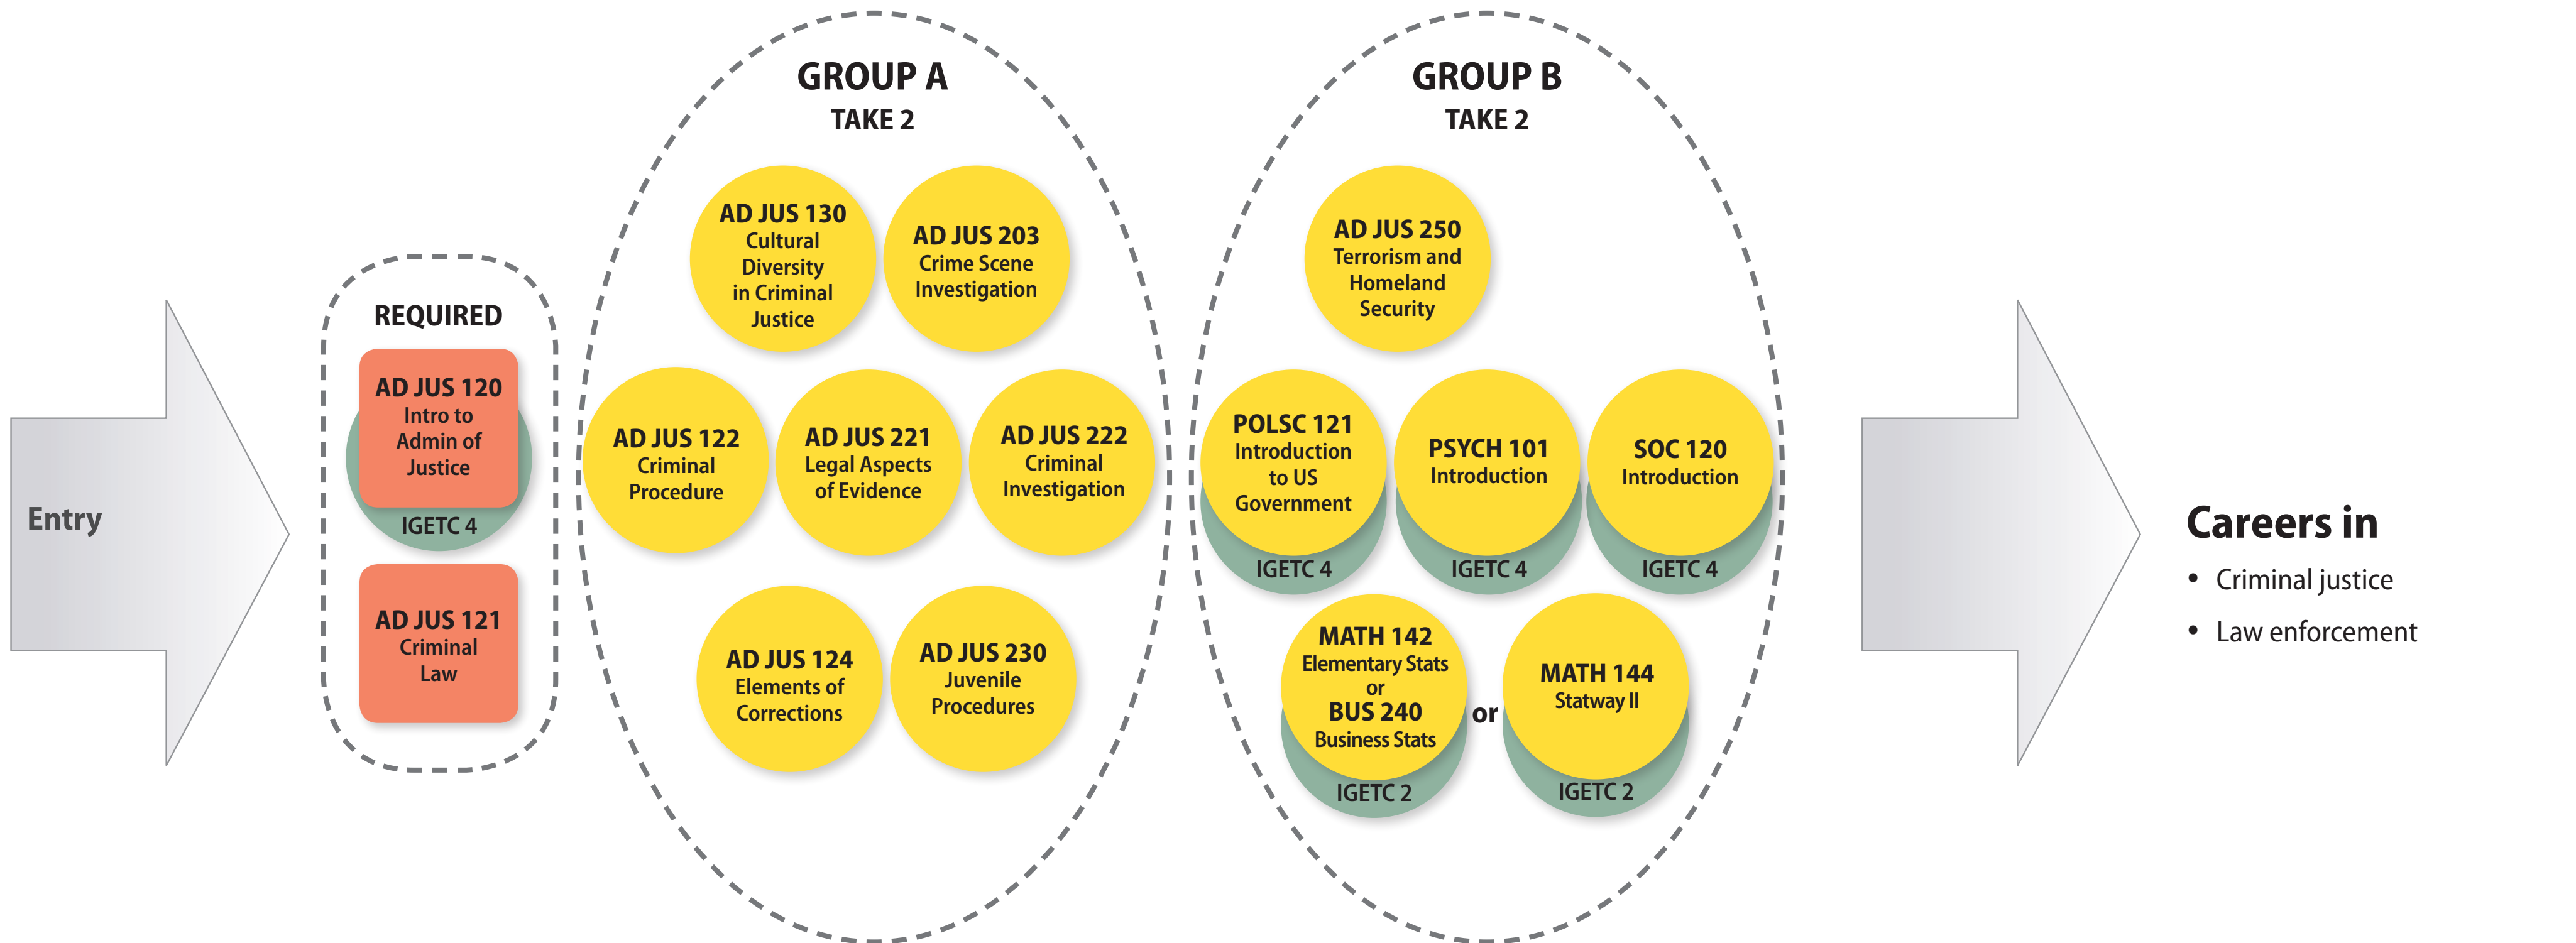 Entry
REQUIRED
AD JUS 120
Intro to
Admin of
Justice
IGETC 4
AD JUS 121
Criminal
Law
GROUP A
TAKE 2
AD JUS 130
Cultural
Diversity
in Criminal
Justice
AD JUS 203
Crime Scene
Investigation
AD JUS 122
Criminal
Procedure
AD JUS 221
Legal Aspects
of Evidence
AD JUS 222
Criminal
Investigation
AD JUS 124
Elements of
Corrections
AD JUS 230
Juvenile
Procedures
GROUP B
TAKE 2
AD JUS 250
Terrorism and
Homeland
Security
POLSC 121
Introduction
to US
Government
IGETC 4
PSYCH 101
Introduction
IGETC 4
SOC 120
Introduction
IGETC 4
MATH 142
Elementary Stats
or
BUS 240
Business Stats
IGETC 2
or
MATH 144
Statway II
IGETC 2
Careers in
• Criminal justice
• Law enforcement